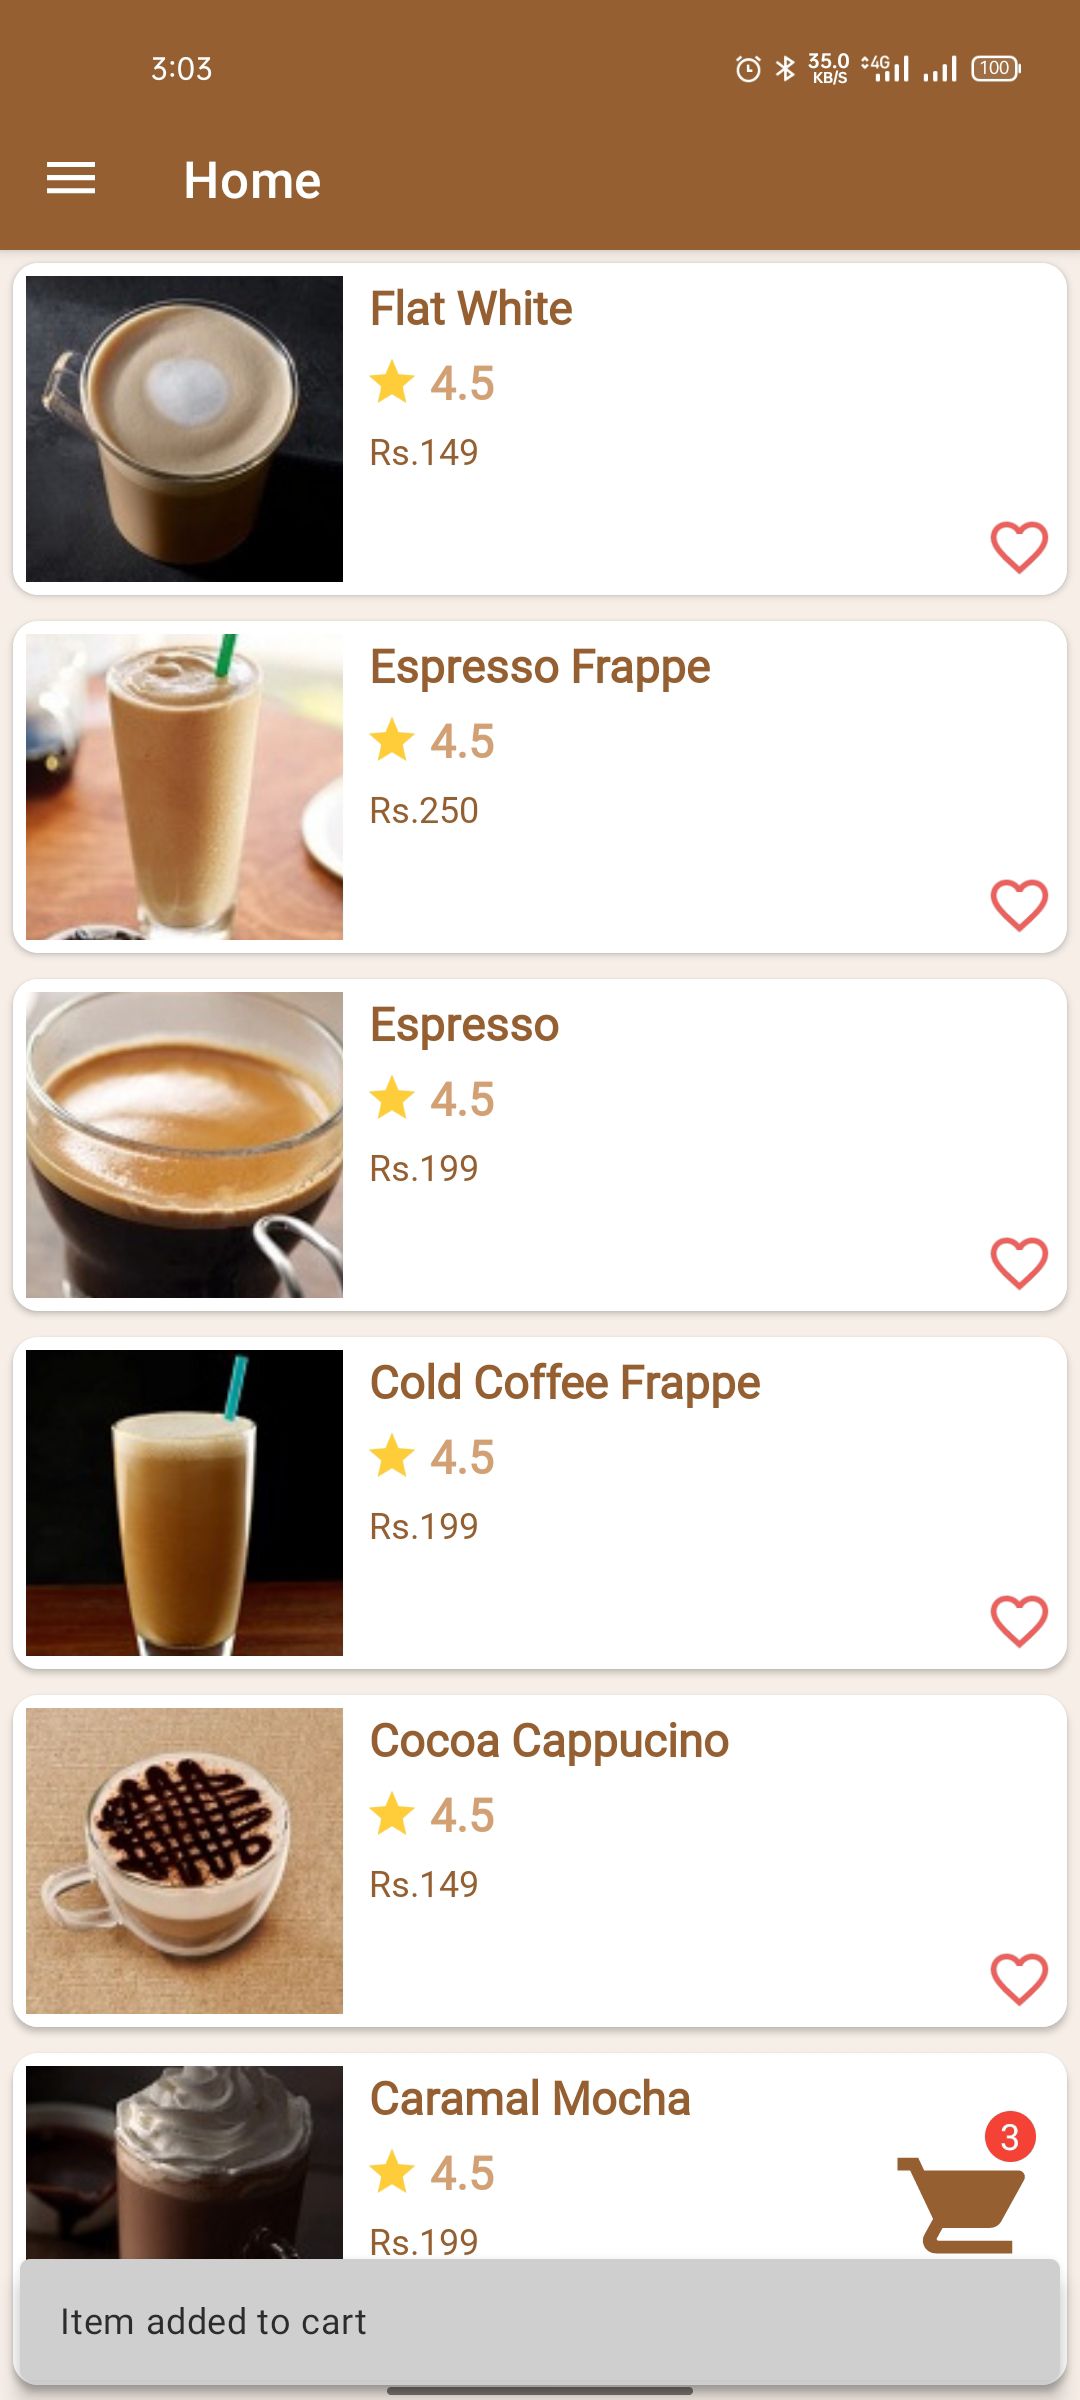 3:03
35.0
KB/S
4G
100
Home
Flat White
4.5
Rs.149
Espresso Frappe
4.5
Rs.250
Espresso
4.5
Rs.199
Cold Coffee Frappe
4.5
Rs.199
Cocoa Cappucino
4.5
Rs.149
Caramal Mocha
4.5
Rs.199
3
Item added to cart